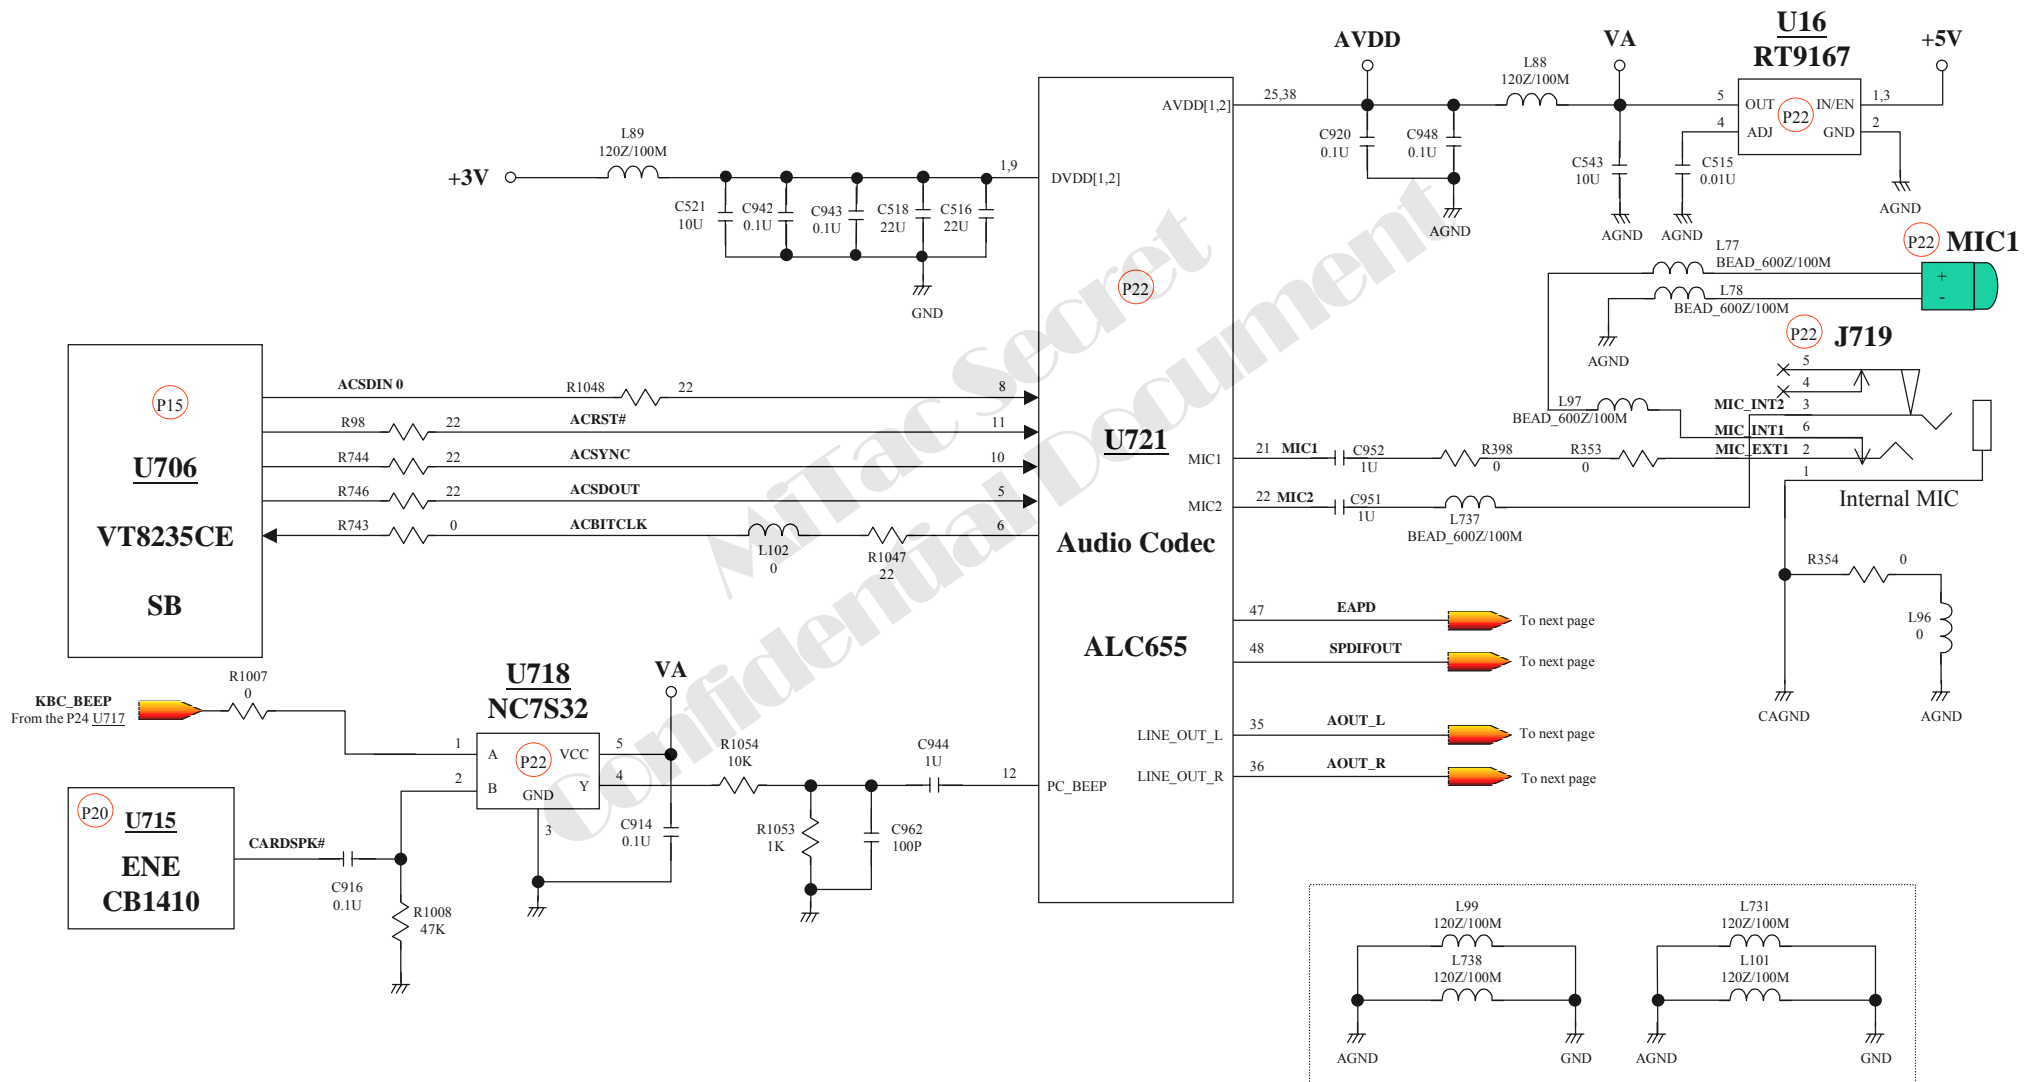 U16
RT9167
AVDD
VA
+5V
L88
120Z/100M
AVDD[1,2]
25,38
5
OUT
IN/EN
1,3
P22
4
ADJ
GND
2
C920
0.1U
C948
0.1U
C543
10U
C515
0.01U
AGND
AGND
AGND
AGND
L89
120Z/100M
+3V
1,9
DVDD[1,2]
C521
10U
C942
0.1U
C943
0.1U
C518
22U
C516
22U
GND
P22
P22
MIC1
L77
BEAD_600Z/100M
+
-
L78
BEAD_600Z/100M
AGND
P22
J719
5
4
L97
BEAD_600Z/100M
MIC_INT2
3
MIC_INT1
6
MIC_EXT1
2
1
Internal MIC
P15
U706
VT8235CE
SB
ACSDIN 0
R1048
22
8
R98
22
ACRST#
11
R744
22
ACSYNC
10
R746
22
ACSDOUT
5
R743
0
ACBITCLK
L102
0
R1047
22
6
U721
Audio Codec
ALC655
MIC1
21
MIC1
C952
1U
R398
0
R353
0
MIC2
22
MIC2
C951
1U
L737
BEAD_600Z/100M
R354
0
L96
0
CAGND
AGND
47
EAPD
To next page
48
SPDIFOUT
To next page
LINE_OUT_L
35
AOUT_L
To next page
LINE_OUT_R
36
AOUT_R
To next page
KBC_BEEP
From the P24 U717
R1007
0
U718
NC7S32
VA
1
A
VCC
5
P22
2
B
Y
4
GND
3
R1054
10K
C944
1U
12
PC_BEEP
C914
0.1U
R1053
1K
C962
100P
P20
U715
ENE
CB1410
CARDSPK#
C916
0.1U
R1008
47K
L99
120Z/100M
L738
120Z/100M
AGND
GND
L731
120Z/100M
L101
120Z/100M
AGND
GND
MiTac Secret
Confidential Document